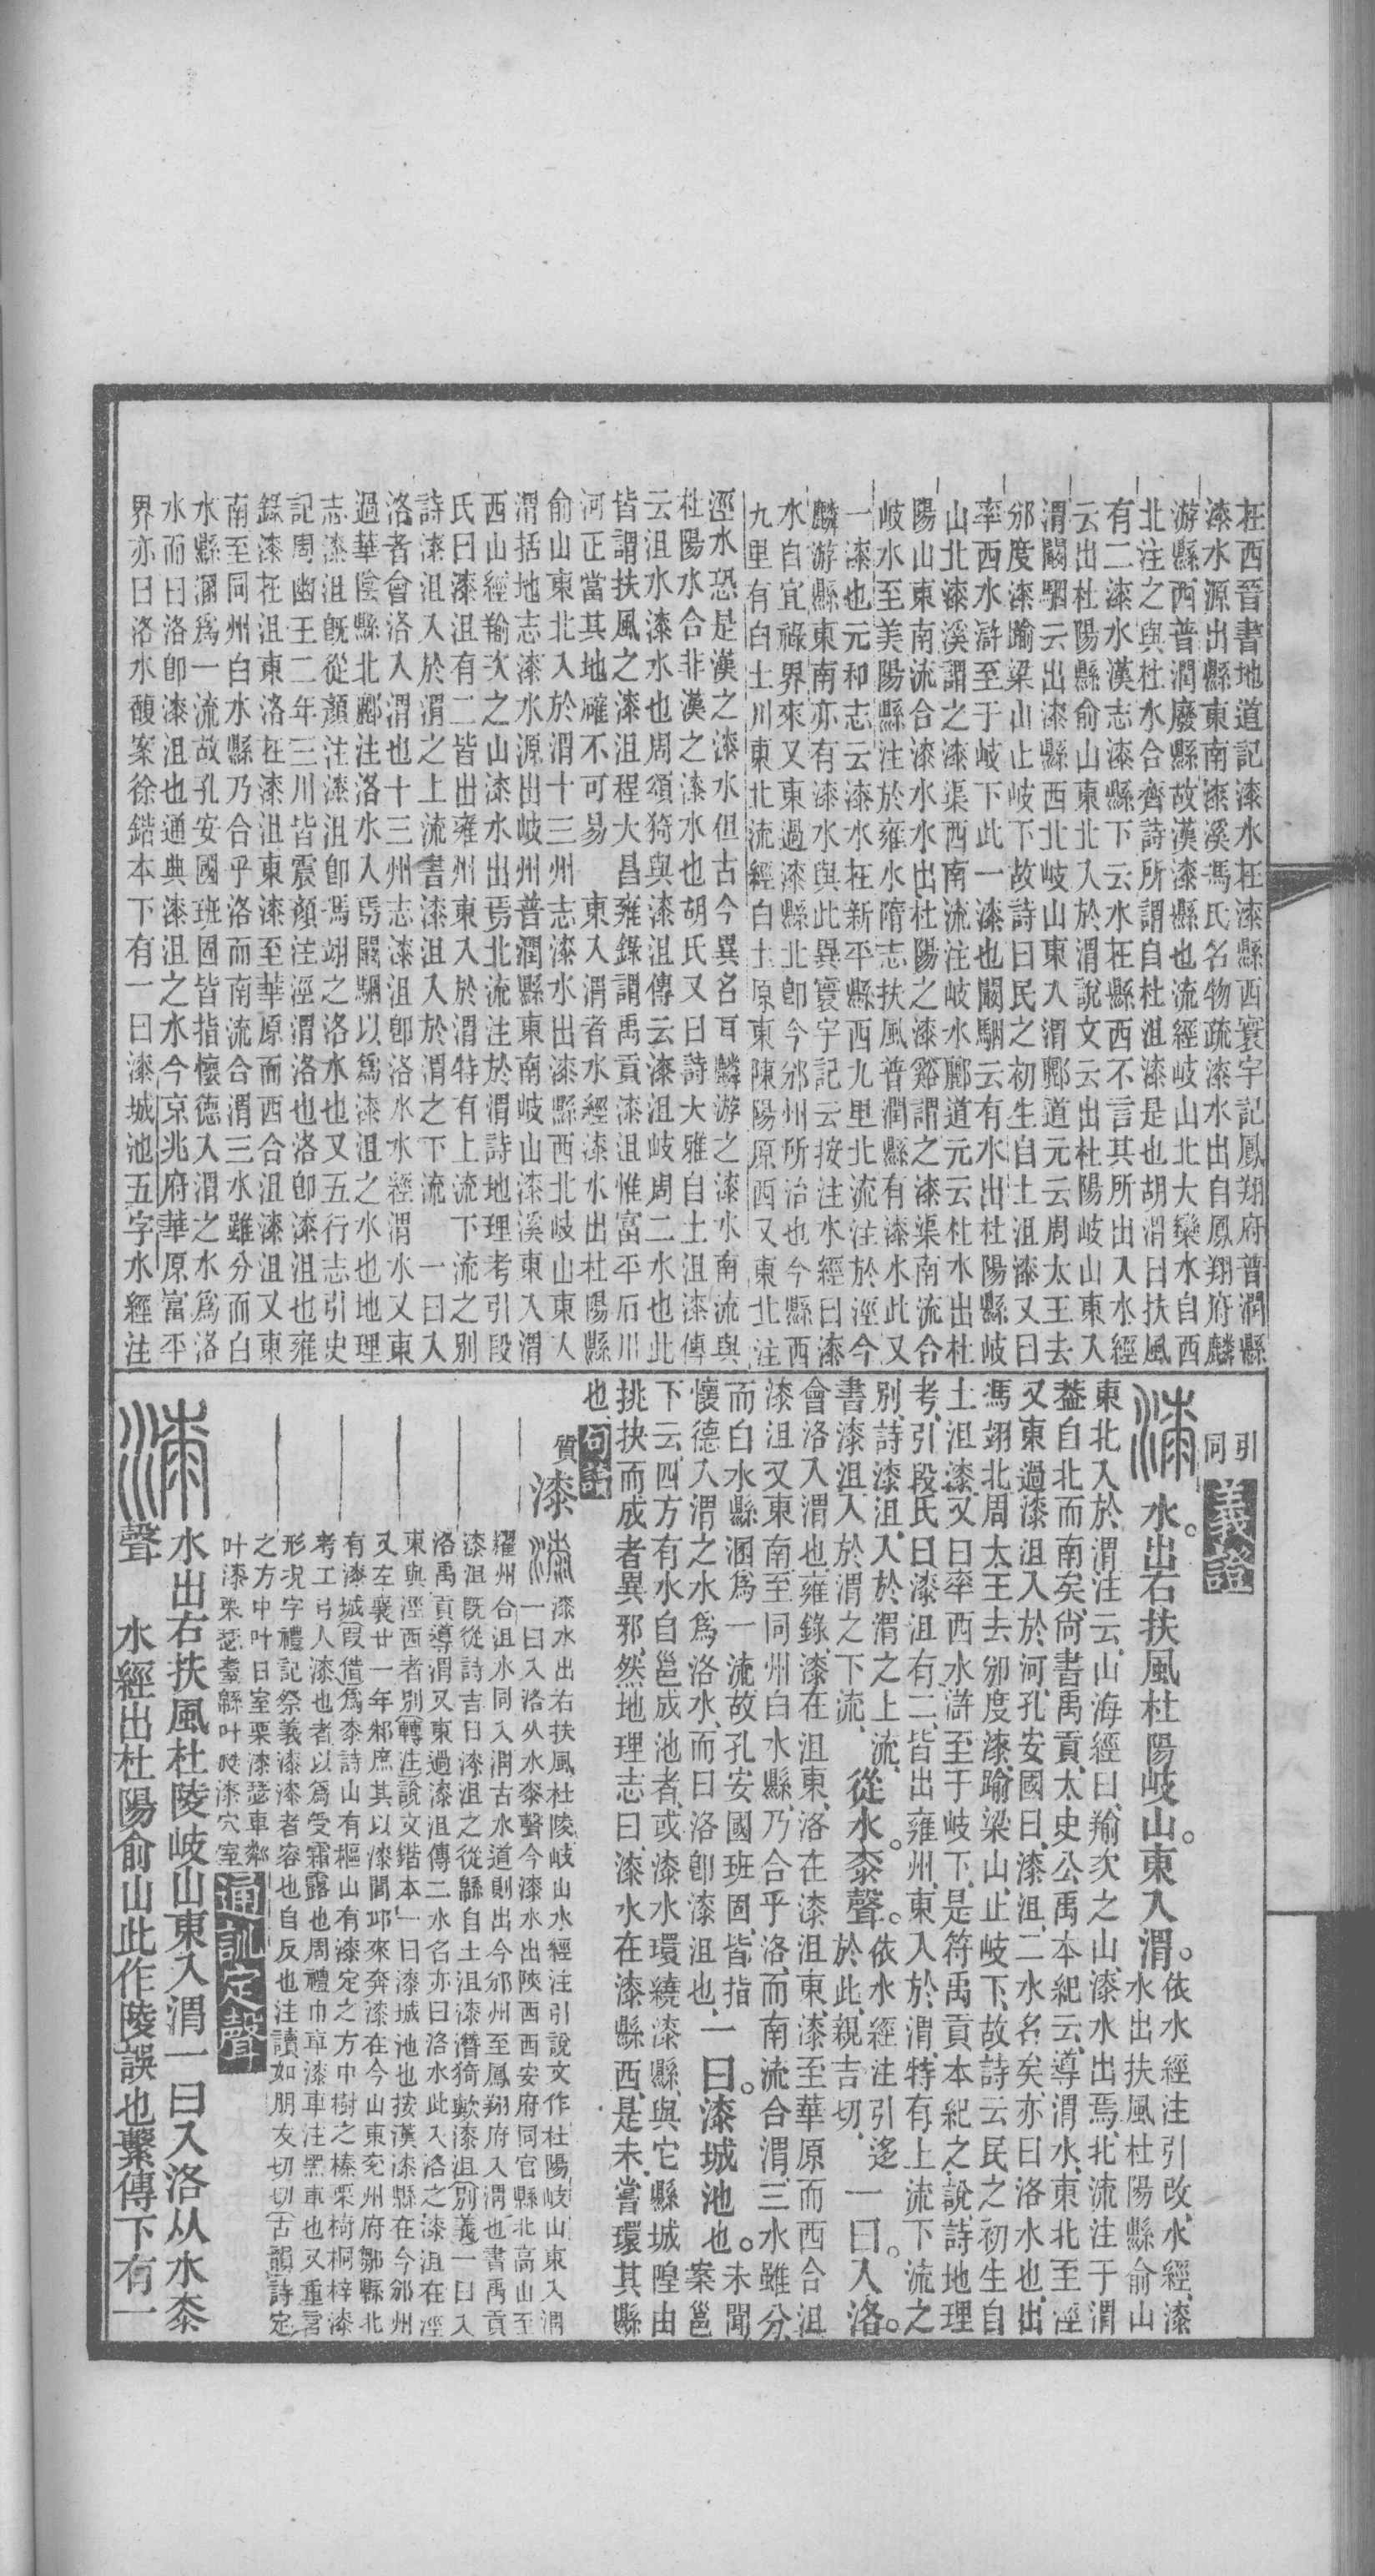 在西晉書地道記漆水在漆縣西寰宇記鳳翔府普潤縣
漆水源出縣東南漆溪馮氏名物疏漆水出自鳳翔府麟
游縣西普潤廢縣故漢漆縣也流經岐山北大欒水自西
北注之與杜水合齊詩所謂自杜沮漆是也胡渭曰扶風
有二漆水漢志漆縣下云水在縣西不言其所出入水經
云出杜陽縣俞山東北入於渭說文云出杜陽岐山東入
渭闞駰云出漆縣西北岐山東入渭酈道元云周太王去
邠度漆踰梁山止岐下故詩曰民之初生自土沮漆又曰
率西水滸至于岐下此一漆也闞駰云有水出杜陽縣岐
山北漆溪謂之漆渠西南流注岐水酈道元云杜水出杜
陽山東南流合漆水水出杜陽之漆谿謂之漆渠南流合
岐水至美陽縣注於雍水隋志扶風普潤縣有漆水此又
一漆也元和志云漆水在新平縣西九里北流注於涇今
麟游縣東南亦有漆水與此異寰宇記云按注水經曰漆
水自宜祿界來又東過漆縣北卽今邠州所治也今縣西
九里有白土川東北流經白土原東陳陽原西又東北注
涇水恐是漢之漆水但古今異名耳麟游之漆水南流與
杜陽水合非漢之漆水也胡氏又曰詩大雅自土沮漆傳
云沮水漆水也周頌猗與漆沮傳云漆沮岐周二水也此
皆謂扶風之漆沮程大昌雍錄謂禹貢漆沮惟富平石川
河正當其地確不可易　東入渭者水經漆水出杜陽縣
俞山東北入於渭十三州志漆水出漆縣西北岐山東入
渭括地志漆水源出岐州普潤縣東南岐山漆溪東入渭
西山經羭次之山漆水出焉北流注於渭詩地理考引段
氏曰漆沮有二皆出雍州東入於渭特有上流下流之別
詩漆沮入於渭之上流書漆沮入於渭之下流　一曰入
洛者會洛入渭也十三州志漆沮卽洛水水經渭水又東
過華陰縣北酈注洛水入焉闞駰以爲漆沮之水也地理
志漆沮旣從顏注漆沮卽馮翊之洛水也又五行志引史
記周幽王二年三川皆震顏注涇渭洛也洛卽漆沮也雍
錄漆在沮東洛在漆沮東漆至華原而西合沮漆沮又東
南至同州白水縣乃合乎洛而南流合渭三水雖分而白
水縣溷爲一流故孔安國班固皆指懷德入渭之水爲洛
水而曰洛卽漆沮也通典漆沮之水今京兆府華原富平
界亦曰洛水馥案徐鍇本下有一曰漆城池五字水經注
引
同義證
水出右扶風杜陽岐山東入渭依水經注引改水經漆水出扶風杜陽縣俞山
東北入於渭注云山海經曰羭次之山漆水出焉北流注于渭
葢自北而南矣尙書禹貢太史公禹本紀云導渭水東北至涇
又東過漆沮入於河孔安國曰漆沮二水名矣亦曰洛水也出
馮翊北周太王去邠度漆踰梁山止岐下故詩云民之初生自
土沮漆又曰率西水滸至于岐下是符禹貢本紀之說詩地理
考引段氏曰漆沮有二皆出雍州東入於渭特有上流下流之
別詩漆沮入於渭之上流
書漆沮入於渭之下流從水桼聲依水經注引迻於此親吉切一曰入洛
會洛入渭也雍錄漆在沮東洛在漆沮東漆至華原而西合沮
漆沮又東南至同州白水縣乃合乎洛而南流合渭三水雖分
而白水縣溷爲一流故孔安國班固皆指
懷德入渭之水爲洛水而曰洛卽漆沮也一曰漆城池也未聞案邕
下云四方有水自邕成池者或漆水環繞漆縣與它縣城隍由
挑抉而成者異邪然地理志曰漆水在漆縣西是未嘗環其縣
也句讀
質
漆漆水出右扶風杜陵岐山水經注引說文作杜陽岐山東入渭
一曰入洛从水桼聲今漆水出陝西西安府同官縣北高山至
耀州合沮水同入渭古水道則出今邠州至鳳翔府入渭也書禹貢
漆沮旣從詩吉日漆沮之從緜自土沮漆潛猗歟漆沮別義一曰入
洛禹貢導渭又東過漆沮傳二水名亦曰洛水此入洛之漆沮在涇
東與涇西者別轉注說文鍇本一曰漆城池也按漢漆縣在今邠州
又左襄廿一年邾庶其以漆閭邱來奔漆在今山東兖州府鄒縣北
有漆城叚借爲桼詩山有樞山有漆定之方中樹之榛栗椅桐梓漆
考工弓人漆也者以爲受霜露也周禮巾車漆車注黑車也又重言
形況字禮記祭義漆漆者容也自反也注讀如朋友切切古韻詩定
之方中叶日室栗漆瑟車鄰
叶漆栗瑟耋緜叶瓞漆穴室通訓定聲
水出右扶風杜陵岐山東入渭一曰入洛从水桼
聲　水經出杜陽俞山此作陵誤也繫傳下有一